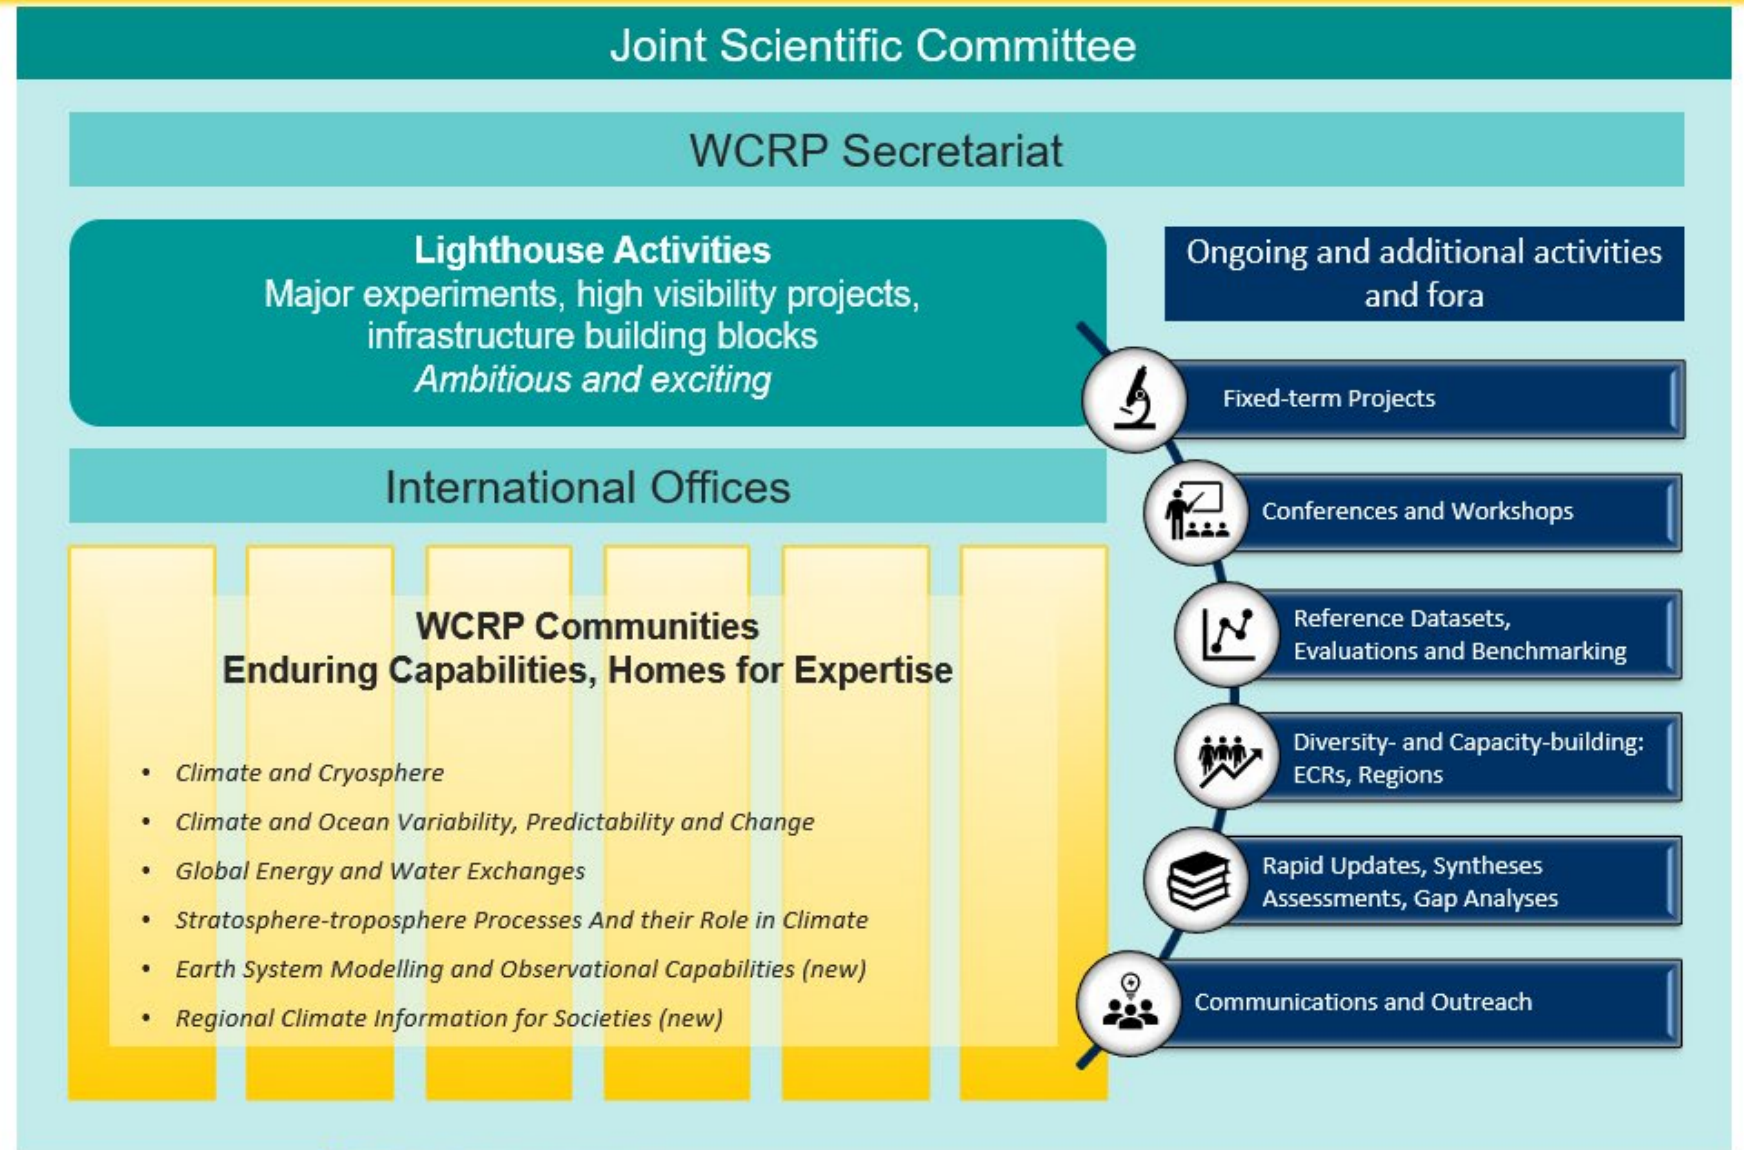 Joint Scientific Committee
WCRP Secretariat
Lighthouse Activities
Major experiments, high visibility projects,
infrastructure building blocks
Ambitious and exciting
International Offices
WCRP Communities
Enduring Capabilities, Homes for Expertise
• Climate and Cryosphere
• Climate and Ocean Variability, Predictability and Change
• Global Energy and Water Exchanges
• Stratosphere-troposphere Processes And their Role in Climate
• Earth System Modelling and Observational Capabilities (new)
• Regional Climate Information for Societies (new)
Ongoing and additional activities
and fora
Fixed-term Projects
Conferences and Workshops
Reference Datasets,
Evaluations and Benchmarking
Diversity- and Capacity-building:
ECRs, Regions
Rapid Updates, Syntheses
Assessments, Gap Analyses
Communications and Outreach